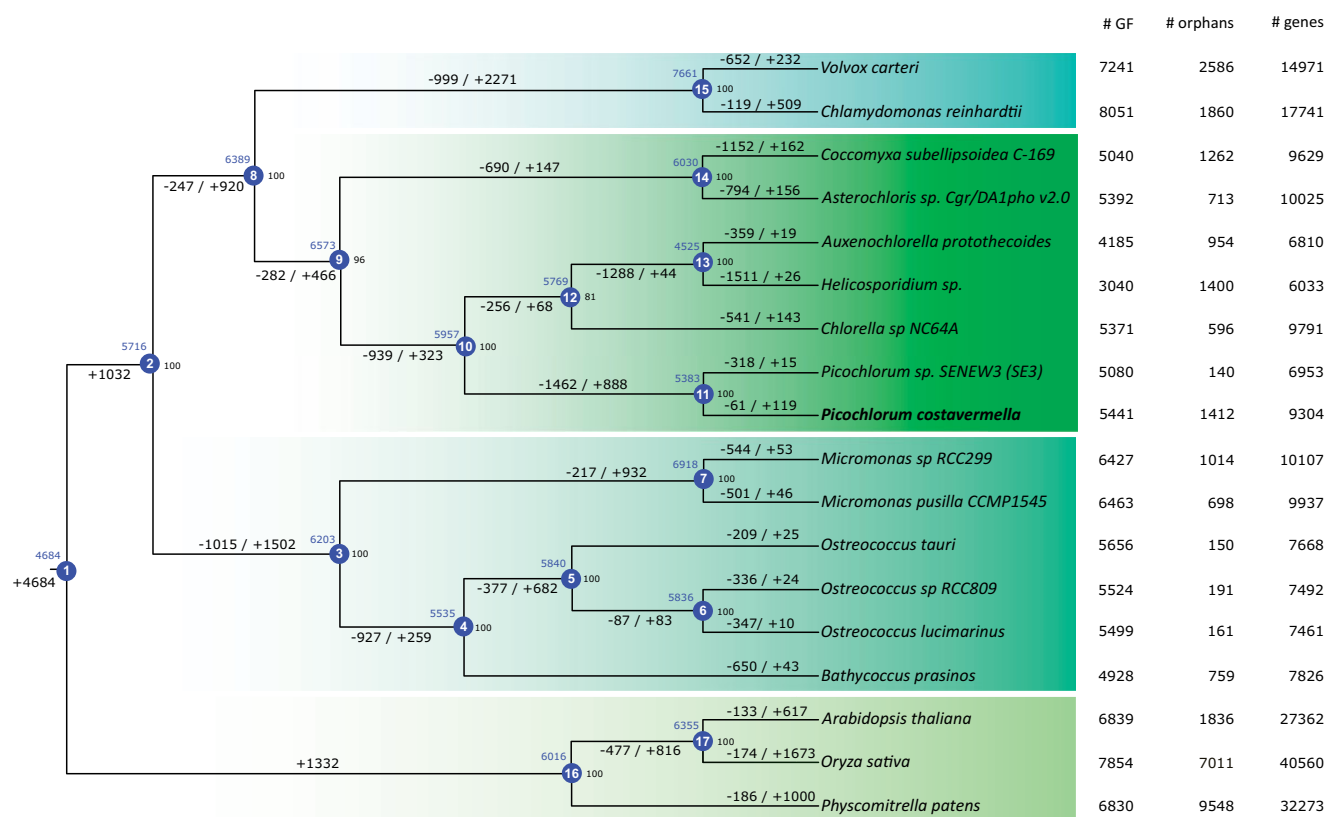 # GF # orphans # genes
-652 / +232
Volvox carteri 7241 2586 14971
-999 / +2271
7661
15 100
-119 / +509
Chlamydomonas reinhardtii 8051 1860 17741
-1152 / +162
Coccomyxa subellipsoidea C-169 5040 1262 9629
6389
8 100
-247 / +920
-690 / +147
6030
14 100
-794 / +156
Asterochloris sp. Cgr/DA1pho v2.0 5392 713 10025
-359 / +19
Auxenochlorella protothecoides 4185 954 6810
6573
9 96
-282 / +466
4525
13 100
-1288 / +44
-1511 / +26
Helicosporidium sp. 3040 1400 6033
5769
12 81
-256 / +68
-541 / +143
Chlorella sp NC64A 5371 596 9791
5957
10 100
-939 / +323
5716
2 100
+1032
-318 / +15
Picochlorum sp. SENEW3 (SE3) 5080 140 6953
-1462 / +888
5383
11 100
-61 / +119
Picochlorum costavermella 5441 1412 9304
-544 / +53
Micromonas sp RCC299 6427 1014 10107
-217 / +932
6918
7 100
-501 / +46
Micromonas pusilla CCMP1545 6463 698 9937
-1015 / +1502
6203
3 100
-209 / +25
Ostreococcus tauri 5656 150 7668
4684
1
+4684
5840
5 100
-377 / +682
-336 / +24
Ostreococcus sp RCC809 5524 191 7492
5836
6 100
-87 / +83
-347/ +10
Ostreococcus lucimarinus 5499 161 7461
5535
4 100
-927 / +259
-650 / +43
Bathycoccus prasinos 4928 759 7826
-133 / +617
Arabidopsis thaliana 6839 1836 27362
6355
17 100
-477 / +816
-174 / +1673
Oryza sativa 7854 7011 40560
+1332
6016
16 100
-186 / +1000
Physcomitrella patens 6830 9548 32273